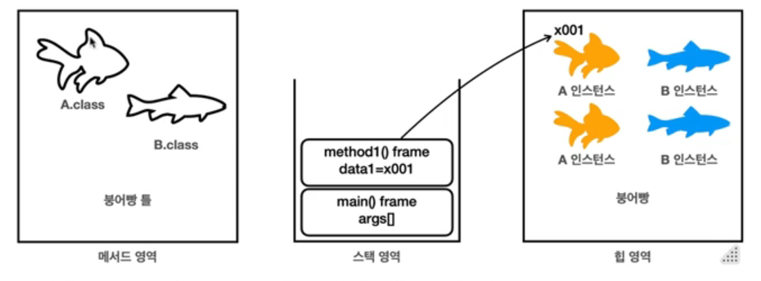 A.class
B.class
붕어빵 틀
메서드 영역
method1() frame
data1=x001
main() frame
args[]
스택 영역
x001
A 인스턴스
B 인스턴스
A 인스턴스
B 인스턴스
붕어빵
힙 영역